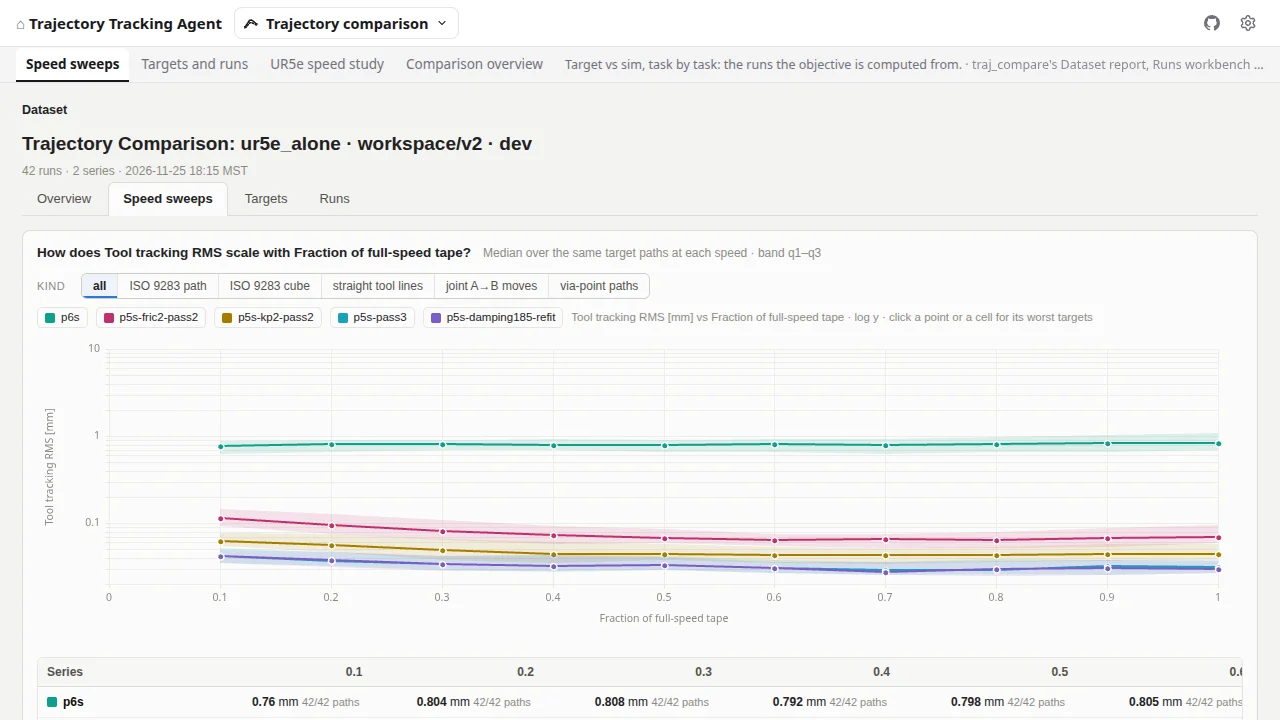 Trajectory Tracking Agent
Trajectory comparison
Speed sweeps
Targets and runs
UR5e speed study
Comparison overview
Target vs sim, task by task: the runs the objective is computed from. · traj_compare's Dataset report, Runs workbench ...
Dataset
Trajectory Comparison: ur5e_alone · workspace/v2 · dev
42 runs · 2 series · 2026-11-25 18:15 MST
Overview
Speed sweeps
Targets
Runs
How does Tool tracking RMS scale with Fraction of full-speed tape? Median over the same target paths at each speed · band q1–q3
KIND
all
ISO 9283 path
ISO 9283 cube
straight tool lines
joint A→B moves
via-point paths
p6s
p5s-fric2-pass2
p5s-kp2-pass2
p5s-pass3
p5s-damping185-refit
Tool tracking RMS [mm] vs Fraction of full-speed tape · log y · click a point or a cell for its worst targets
10
1
0.1
Tool tracking RMS [mm]
0 0.1 0.2 0.3 0.4 0.5 0.6 0.7 0.8 0.9 1
Fraction of full-speed tape
Series 0.1 0.2 0.3 0.4 0.5
p6s 0.76 mm 42/42 paths 0.804 mm 42/42 paths 0.808 mm 42/42 paths 0.792 mm 42/42 paths 0.798 mm 42/42 paths 0.805 mm 42/42 paths